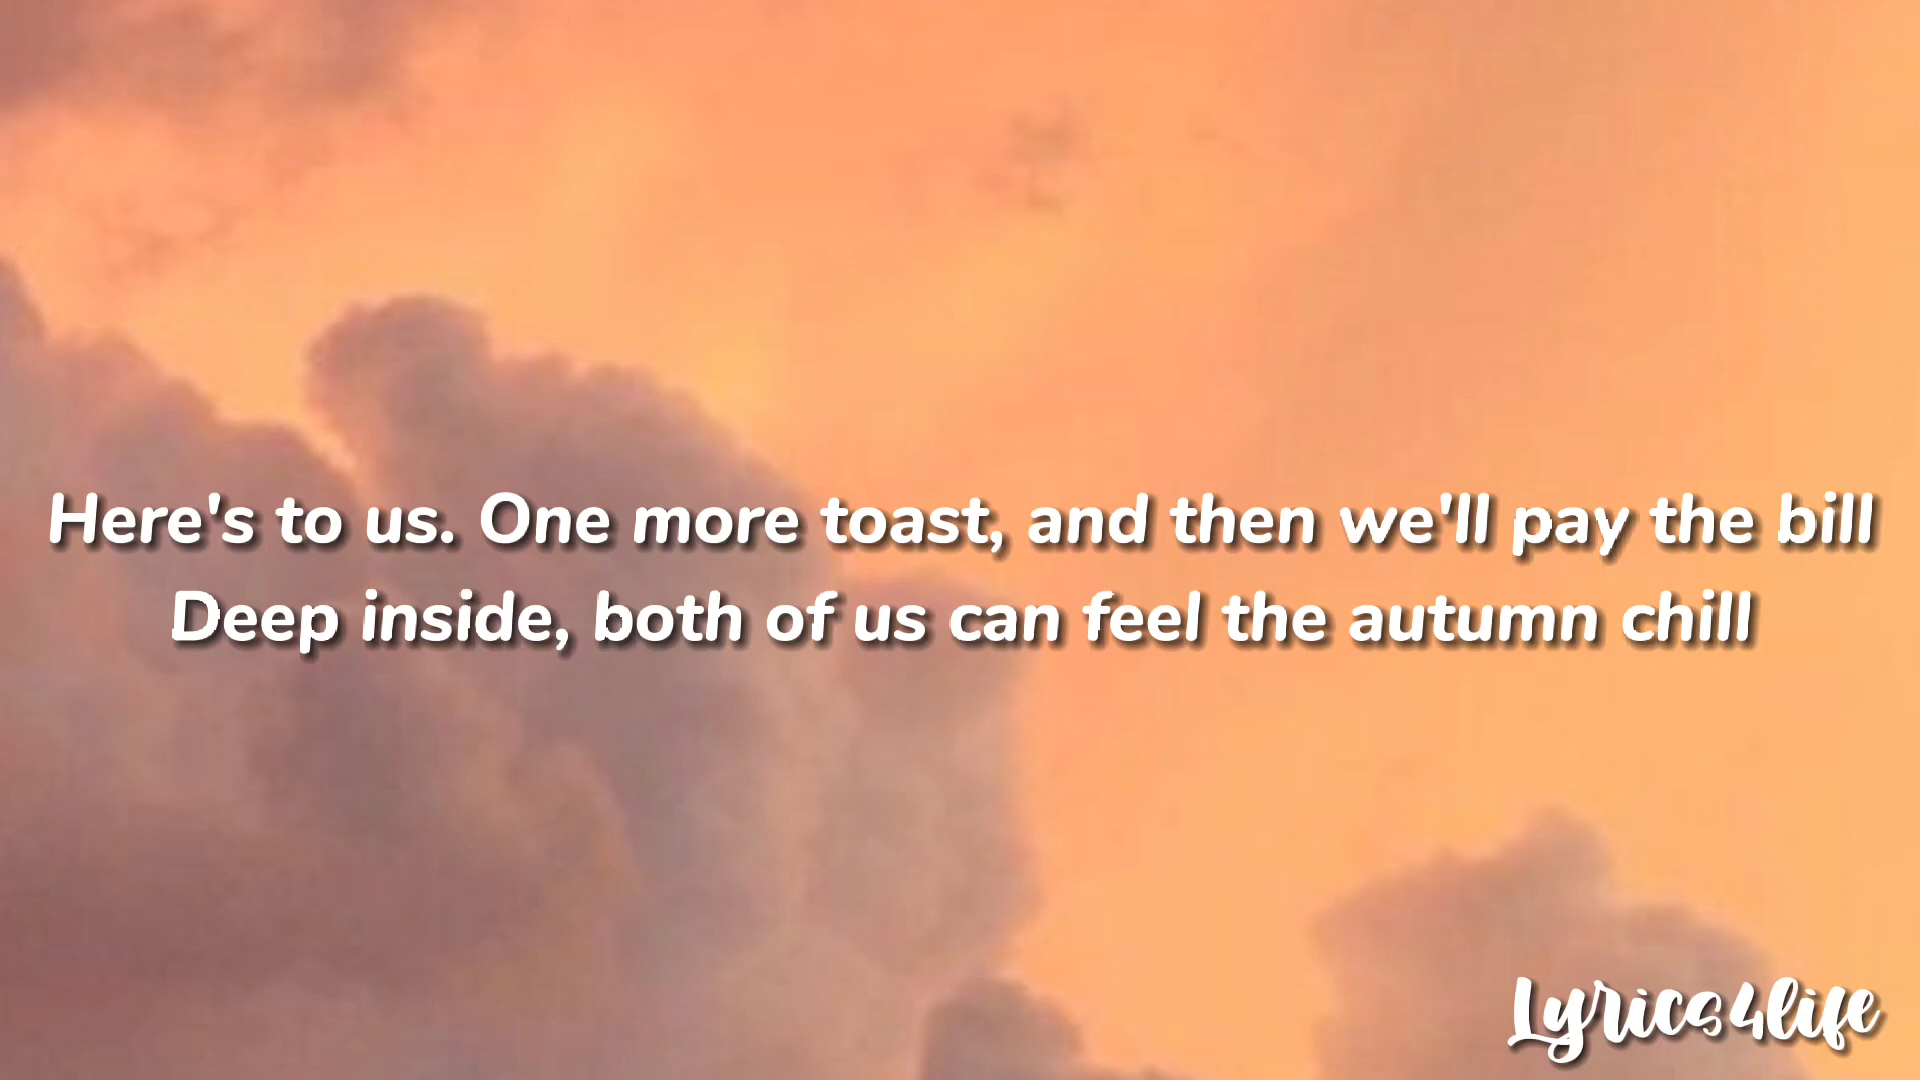 Here's to us. One more toast, and then we'll pay the bill
Deep inside, both of us can feel the autumn chill
Lyrics4life